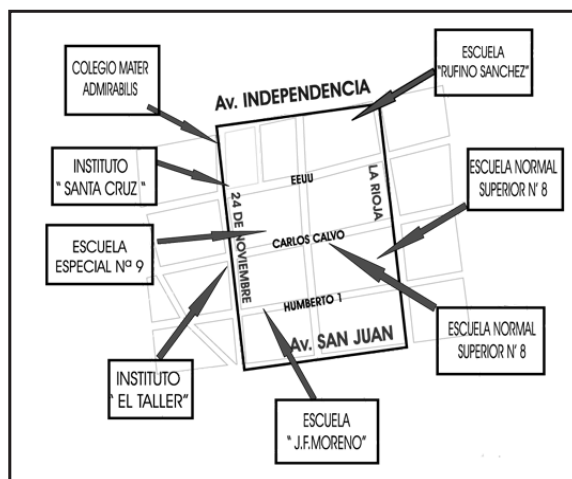 COLEGIO MATER
ADMIRABILIS
ESCUELA
"RUFINO SANCHEZ"
Av. INDEPENDENCIA
INSTITUTO
"SANTA CRUZ "
EEUU
LA RIOJA
ESCUELA NORMAL
SUPERIOR N' 8
24 DE NOVIEMBRE
CARLOS CALVO
ESCUELA
ESPECIAL Nª 9
HUMBERTO 1
Av. SAN JUAN
ESCUELA NORMAL
SUPERIOR N' 8
INSTITUTO
" EL TALLER"
ESCUELA
" J.F.MORENO"